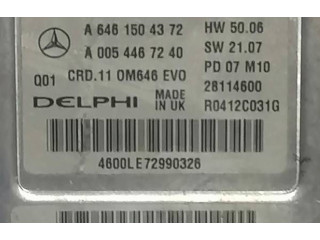 A 646 150 43 72 HW 50.06
A 005 446 72 40 SW 21.07
Q01 CRD.11 OM646 EVO PD 07 M10
DELPHI MADE IN UK 28114600
R0412C031G
4600LE72990326